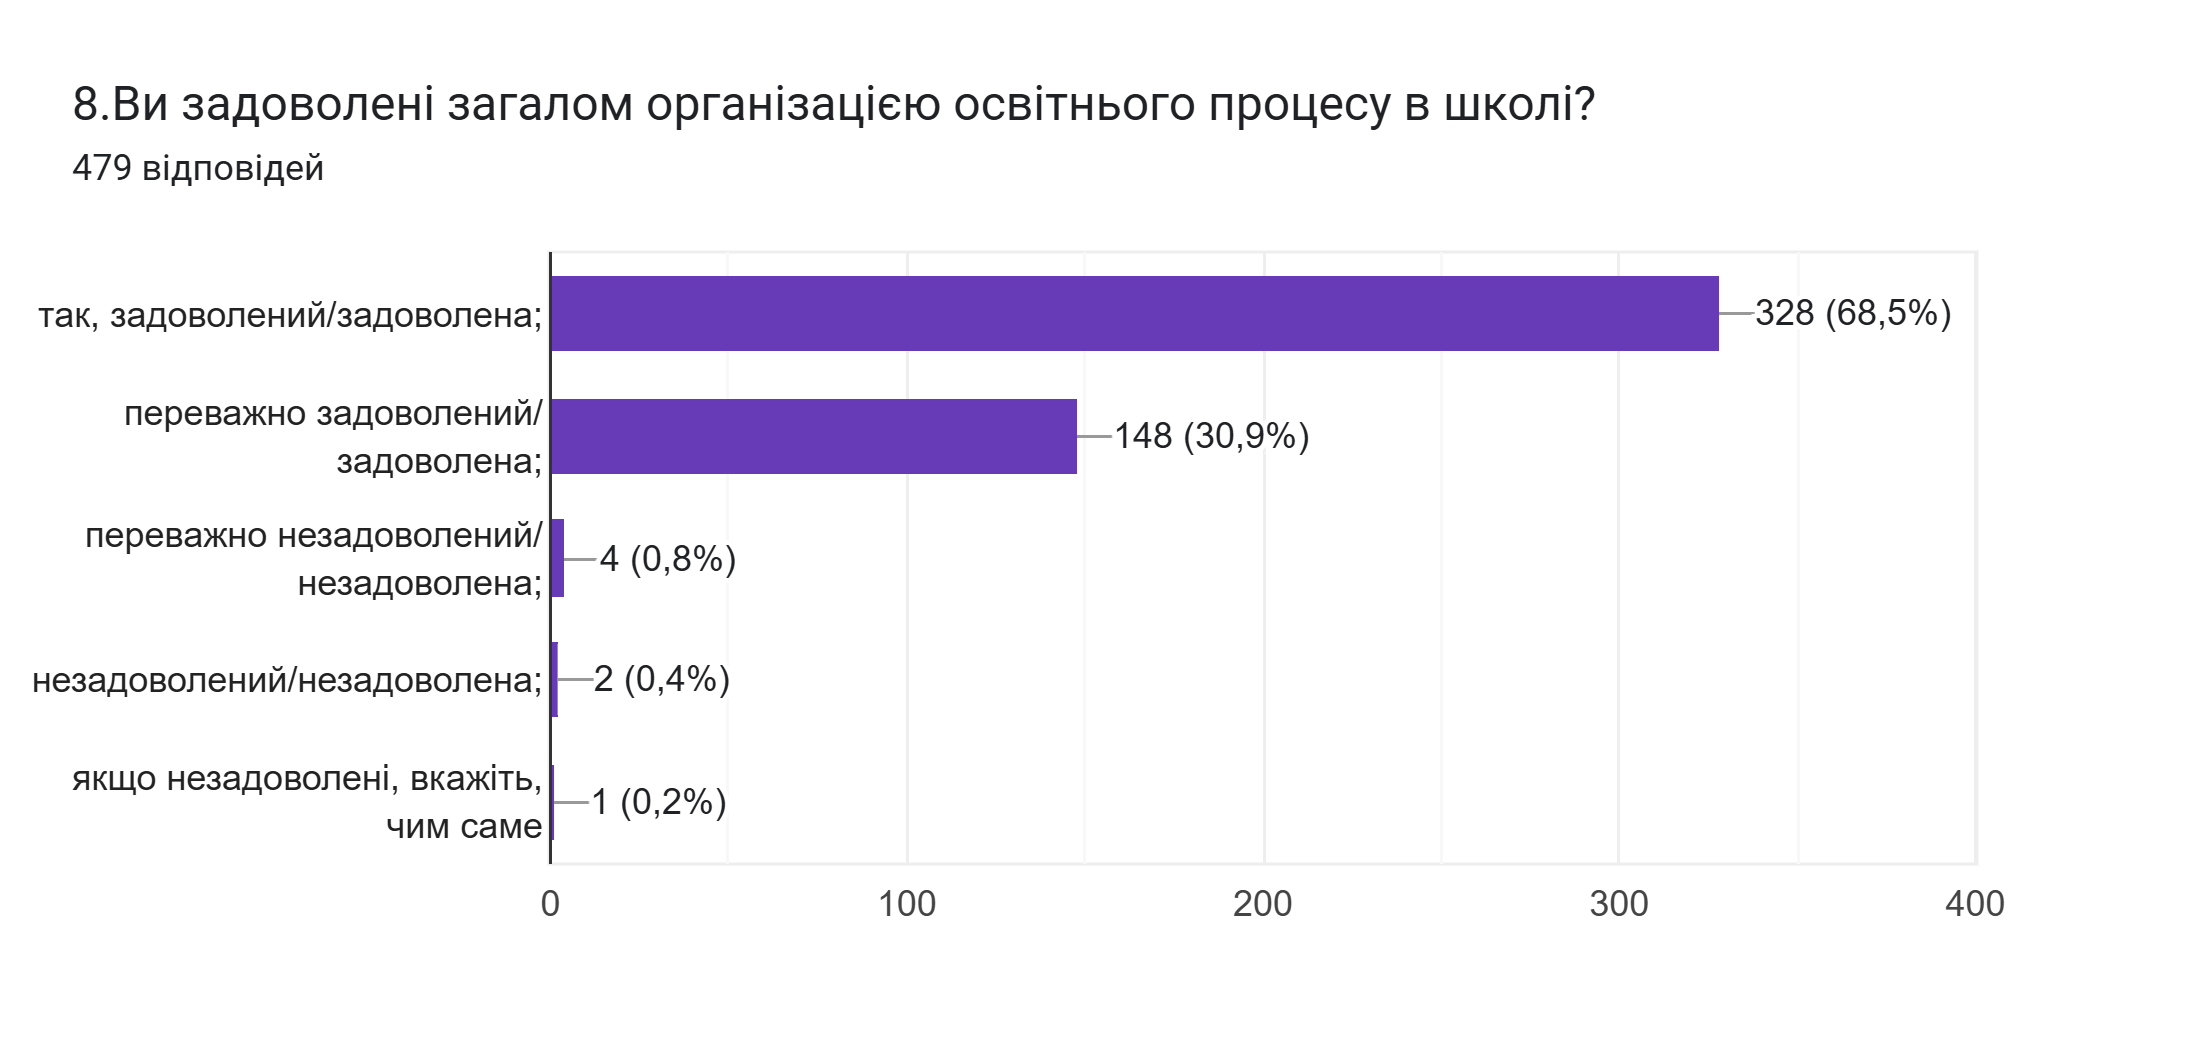 8.Ви задоволені загалом організацією освітнього процесу в школі?
479 відповідей
так, задоволений/задоволена;
328 (68,5%)
переважно задоволений/
задоволена;
148 (30,9%)
переважно незадоволений/
незадоволена;
4 (0,8%)
незадоволений/незадоволена;
2 (0,4%)
якщо незадоволені, вкажіть,
чим саме
1 (0,2%)
0 100 200 300 400